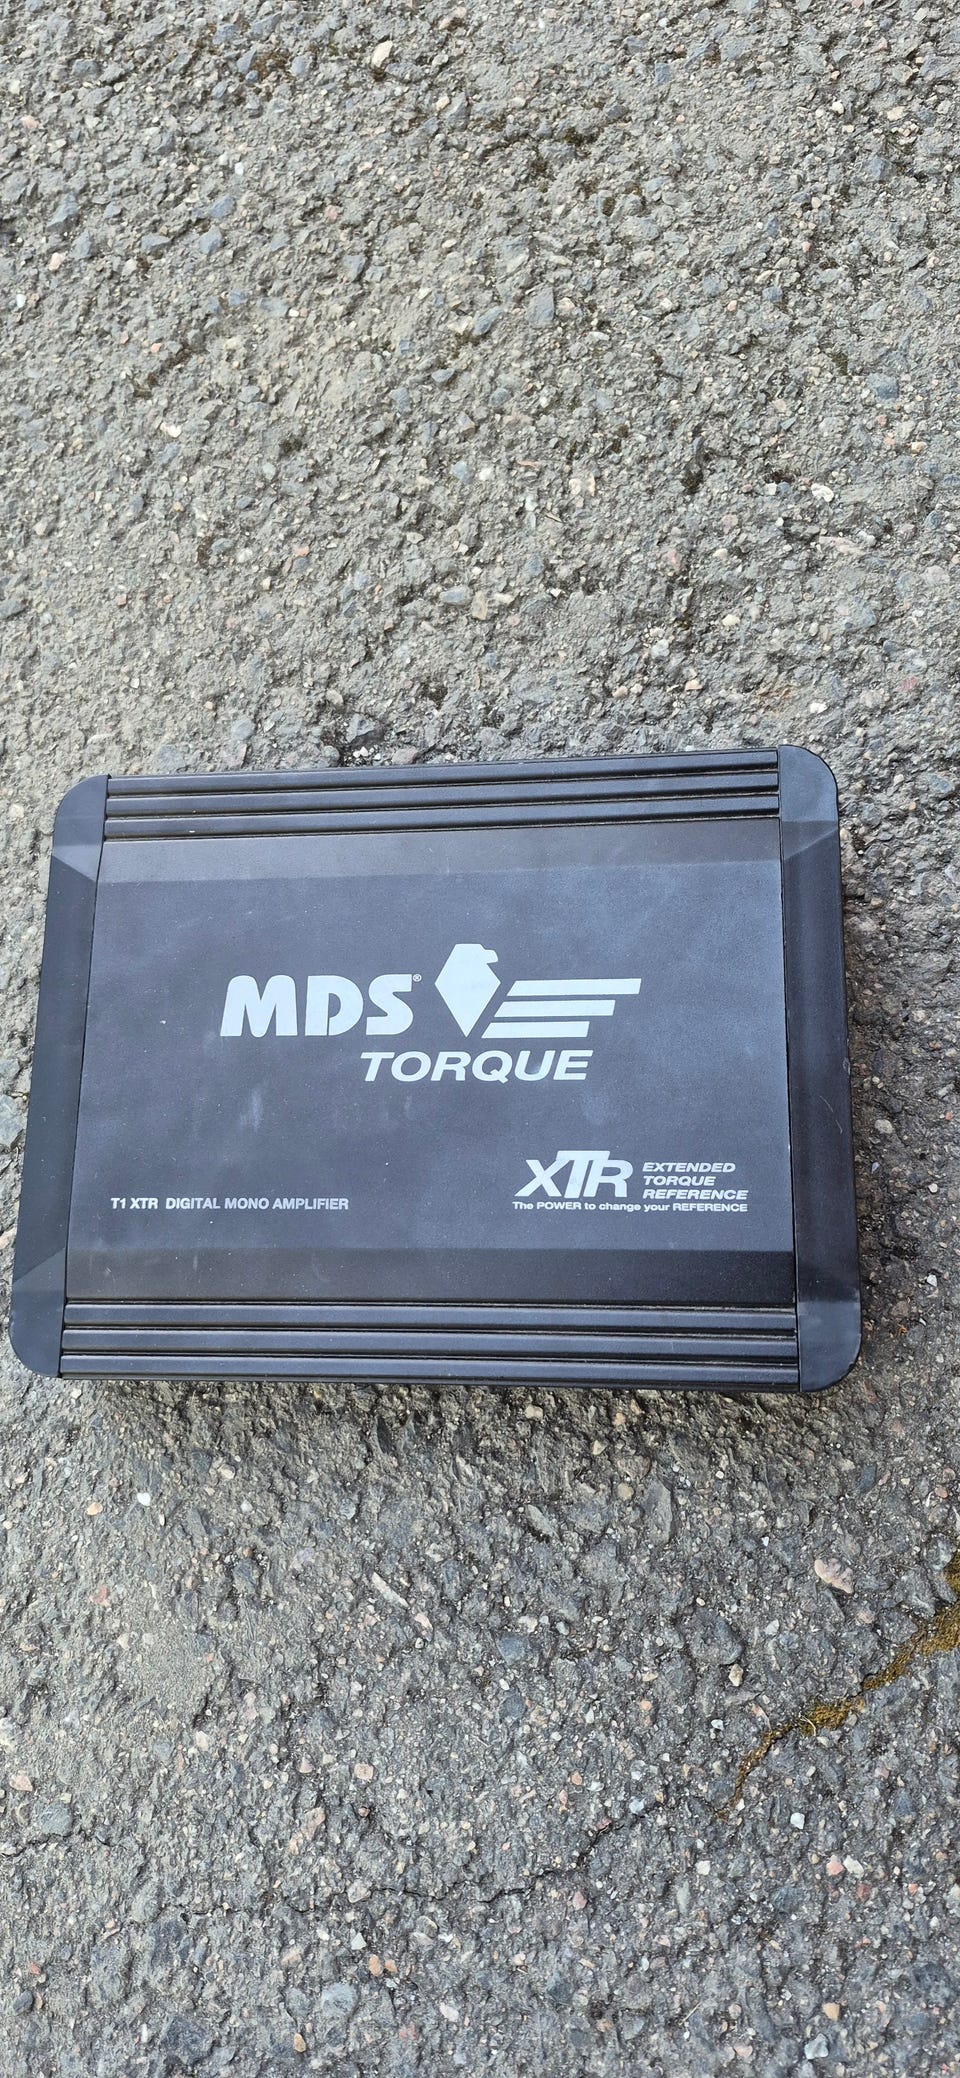 MDS®
TORQUE
XTR EXTENDED
TORQUE
REFERENCE
T1 XTR DIGITAL MONO AMPLIFIER
The POWER to change your REFERENCE